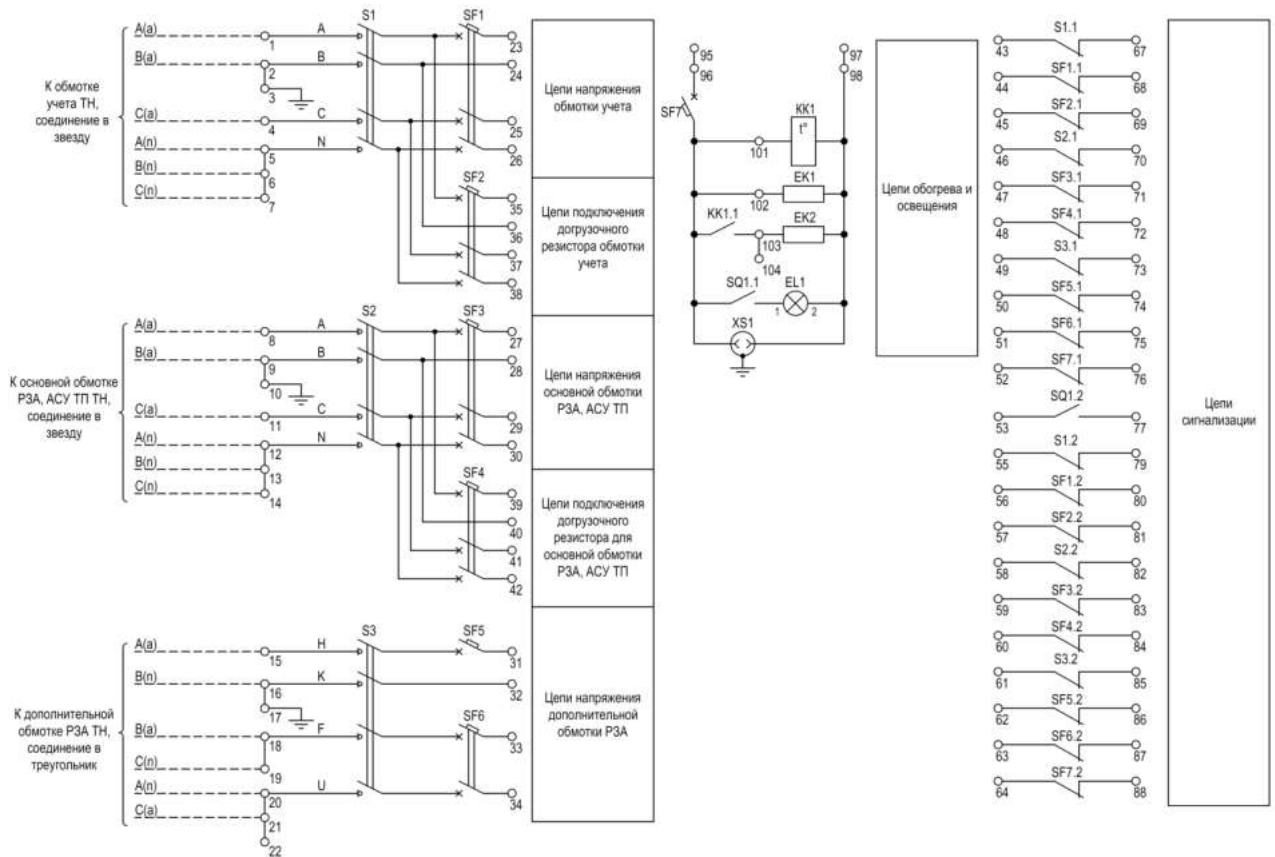 К обмотке
учета ТН,
соединение в
звезду
A(a)
B(a)
C(a)
A(n)
B(n)
C(n)
1
2
3
4
5
6
7
A
B
C
N
S1
SF1
23
24
25
26
SF2
35
36
37
38
Цепи напряжения
обмотки учета
Цепи подключения
догрузочного
резистора обмотки
учета
К основной обмотке
РЗА, АСУ ТП ТН,
соединение в
звезду
A(a)
B(a)
C(a)
A(n)
B(n)
C(n)
8
9
10
11
12
13
14
A
B
C
N
S2
SF3
27
28
29
30
SF4
39
40
41
42
Цепи напряжения
основной обмотки
РЗА, АСУ ТП
Цепи подключения
догрузочного
резистора для
основной обмотки
РЗА, АСУ ТП
К дополнительной
обмотке РЗА ТН,
соединение в
треугольник
A(a)
B(n)
B(a)
C(n)
A(n)
C(a)
15
16
17
18
19
20
21
22
H
K
F
U
S3
SF5
31
32
SF6
33
34
Цепи напряжения
дополнительной
обмотки РЗА
95
96
97
98
SF7
KK1
t°
101
EK1
102
KK1.1
EK2
103
104
SQ1.1
EL1
1
2
XS1
Цепи обогрева и
освещения
S1.1
43
67
SF1.1
44
68
SF2.1
45
69
S2.1
46
70
SF3.1
47
71
SF4.1
48
72
S3.1
49
73
SF5.1
50
74
SF6.1
51
75
SF7.1
52
76
SQ1.2
53
77
S1.2
55
79
SF1.2
56
80
SF2.2
57
81
S2.2
58
82
SF3.2
59
83
SF4.2
60
84
S3.2
61
85
SF5.2
62
86
SF6.2
63
87
SF7.2
64
88
Цепи
сигнализации